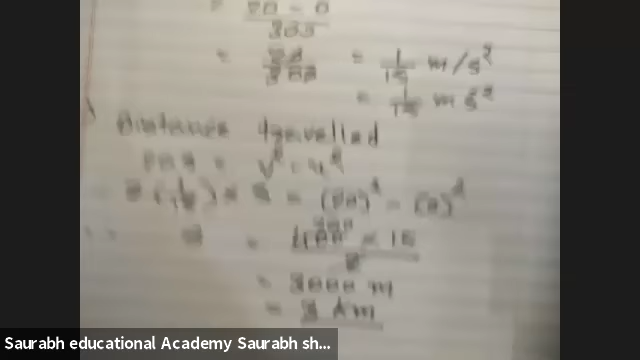 = 20 - 0 / 300
= 20 / 300 = 1/15 m/s²
= 1/15 m s²
distance travelled
2as = v² - u²
2 (1/15) × s = (20)² - (0)²
s = 400 × 15 / 2
= 3000 m
= 3 km
Saurabh educational Academy Saurabh sh...